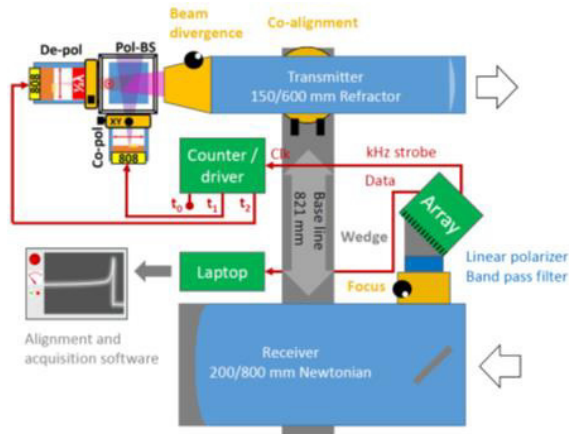 Beam
divergence
Co-alignment
De-pol
Pol-BS
808
½λ
Transmitter
150/600 mm Refractor
XY
Co-pol
808
Counter /
driver
Clk
kHz strobe
Data
t₀
t₁
t₂
Base line
821 mm
Array
Wedge
Linear polarizer
Band pass filter
Laptop
Focus
Alignment and
acquisition software
Receiver
200/800 mm Newtonian